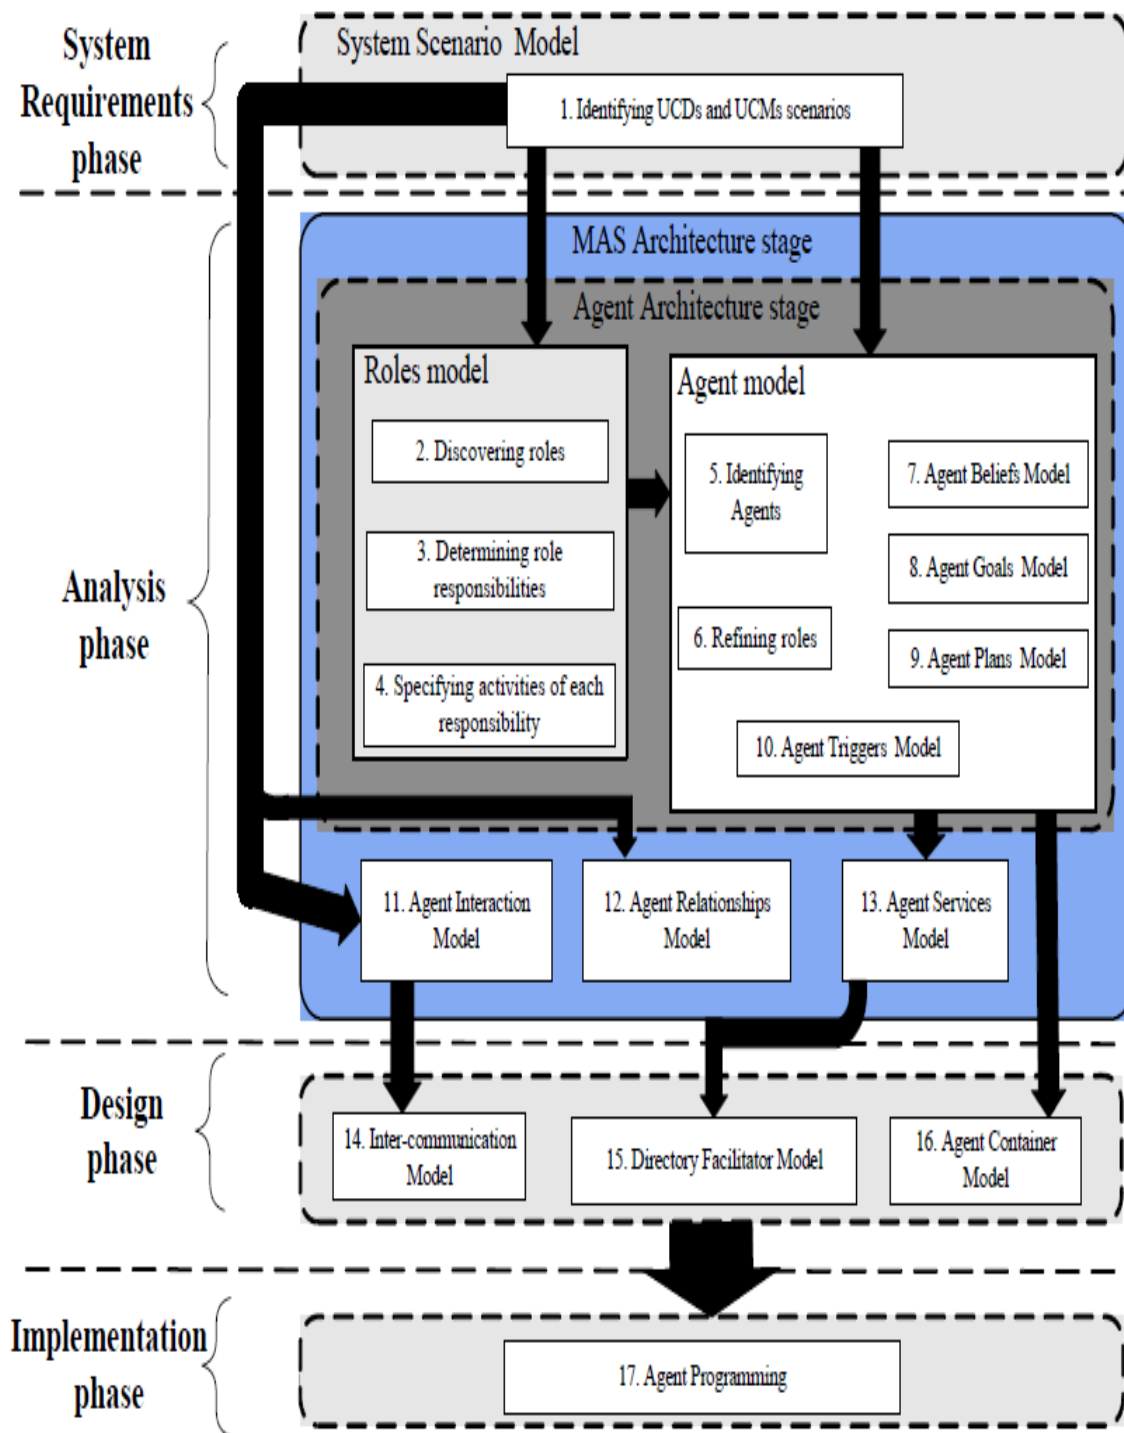 System
Requirements
phase
System Scenario Model
1. Identifying UCDs and UCMs scenarios
Analysis
phase
MAS Architecture stage
Agent Architecture stage
Roles model
2. Discovering roles
3. Determining role
responsibilities
4. Specifying activities of each
responsibility
Agent model
5. Identifying
Agents
6. Refining roles
7. Agent Beliefs Model
8. Agent Goals Model
9. Agent Plans Model
10. Agent Triggers Model
11. Agent Interaction
Model
12. Agent Relationships
Model
13. Agent Services
Model
Design
phase
14. Inter-communication
Model
15. Directory Facilitator Model
16. Agent Container
Model
Implementation
phase
17. Agent Programming